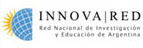 INNOVA|RED
Red Nacional de Investigación
y Educación de Argentina